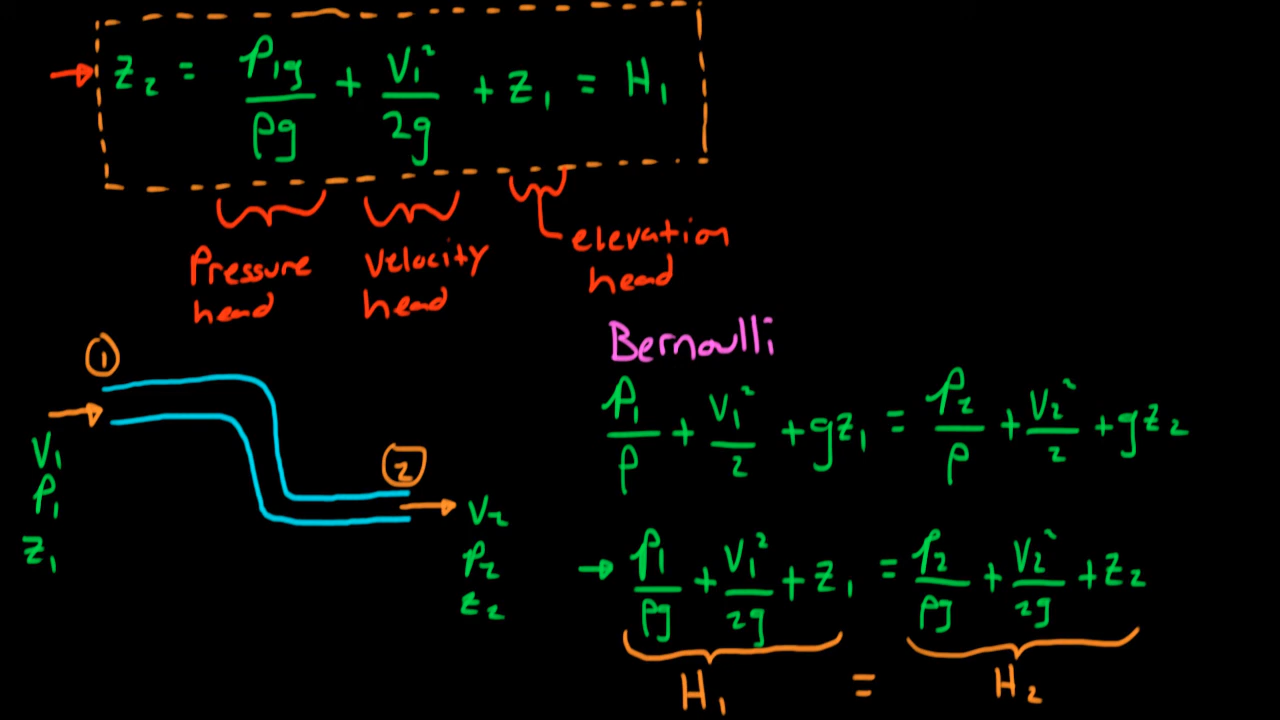 z₂ = P₁g/ρg + V₁²/2g + z₁ = H₁
Pressure head
Velocity head
elevation head
Bernoulli
P₁/ρ + V₁²/2 + gz₁ = P₂/ρ + V₂²/2 + gz₂
→ P₁/ρg + V₁²/2g + z₁ = P₂/ρg + V₂²/2g + z₂
H₁ = H₂
1
V₁
P₁
z₁
2
V₂
P₂
z₂